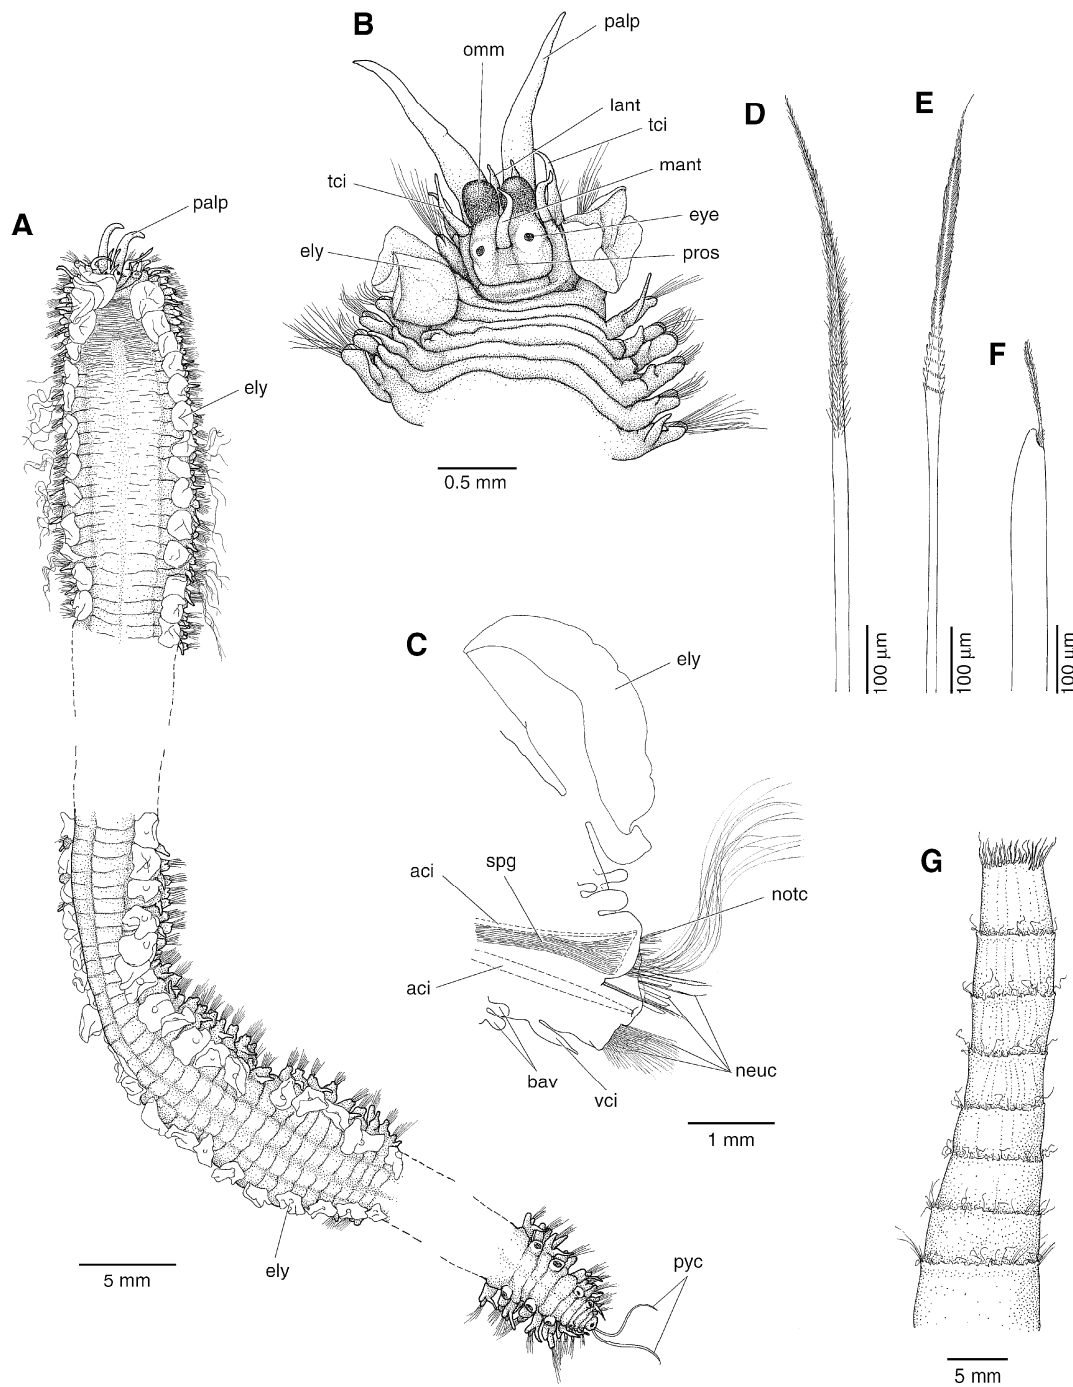 A
palp
ely
5 mm
ely
pyc
B
omm
palp
lant
tci
tci
mant
eye
ely
pros
0.5 mm
C
ely
aci
spg
notc
aci
bav
vci
neuc
1 mm
D
100 µm
E
100 µm
F
100 µm
G
5 mm